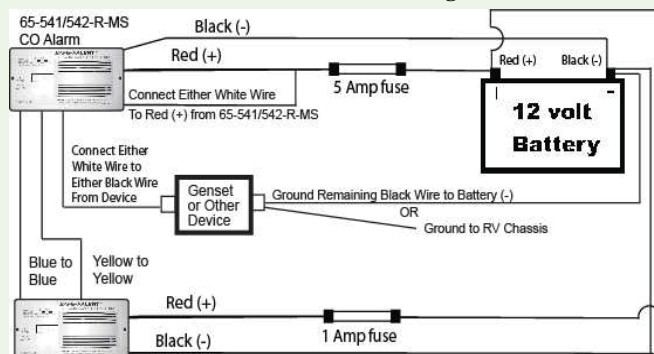 65-541/542-R-MS
CO Alarm
Black (-)
Red (+)
Connect Either White Wire
To Red (+) from 65-541/542-R-MS
5 Amp fuse
Red (+)
Black (-)
12 volt
Battery
Connect Either
White Wire to
Either Black Wire
From Device
Genset
or Other
Device
Ground Remaining Black Wire to Battery (-)
OR
Ground to RV Chassis
Blue to
Blue
Yellow to
Yellow
Red (+)
1 Amp fuse
Black (-)